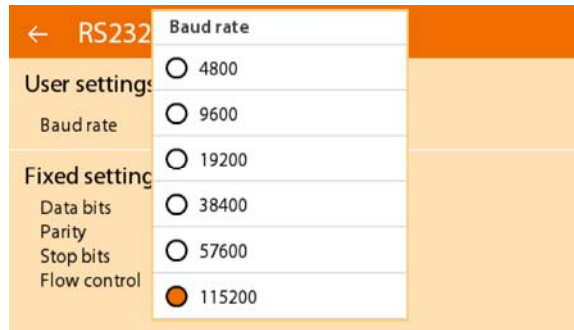 ← RS232
User settings
Baud rate
Fixed setting
Data bits
Parity
Stop bits
Flow control
Baud rate
4800
9600
19200
38400
57600
115200